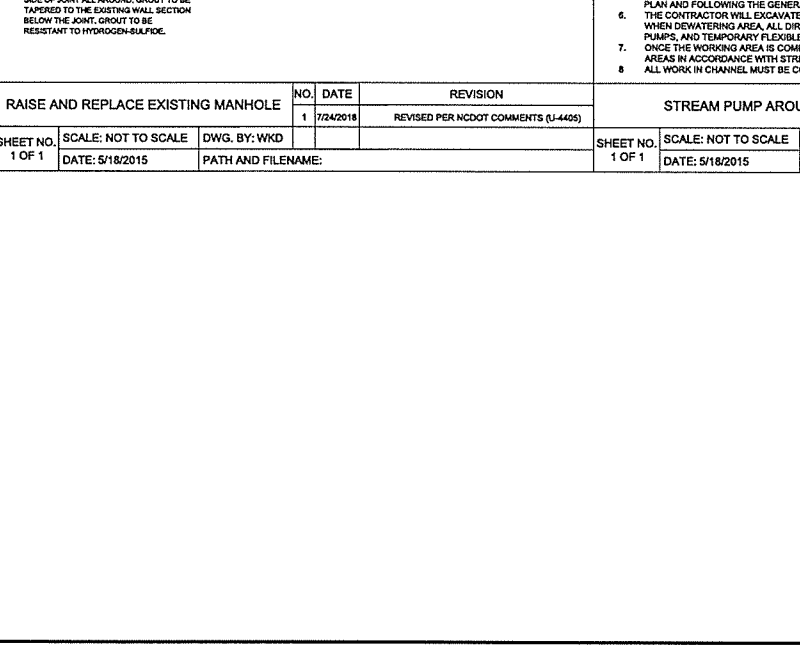 SIDE OF JOINT ALL AROUND. GROUT TO BE
TAPERED TO THE EXISTING WALL SECTION
BELOW THE JOINT. GROUT TO BE
RESISTANT TO HYDROGEN-SULFIDE.
RAISE AND REPLACE EXISTING MANHOLE
NO. DATE REVISION
1 7/24/2018 REVISED PER NCDOT COMMENTS (U-4405)
SHEET NO.
1 OF 1
SCALE: NOT TO SCALE DWG. BY: WKD
DATE: 5/18/2015 PATH AND FILENAME:
PLAN AND FOLLOWING THE GENER
6. THE CONTRACTOR WILL EXCAVATE
WHEN DEWATERING AREA, ALL DIR
PUMPS, AND TEMPORARY FLEXIBLE
7. ONCE THE WORKING AREA IS COM
AREAS IN ACCORDANCE WITH STR
8 ALL WORK IN CHANNEL MUST BE C
STREAM PUMP AROU
SHEET NO.
1 OF 1
SCALE: NOT TO SCALE
DATE: 5/18/2015